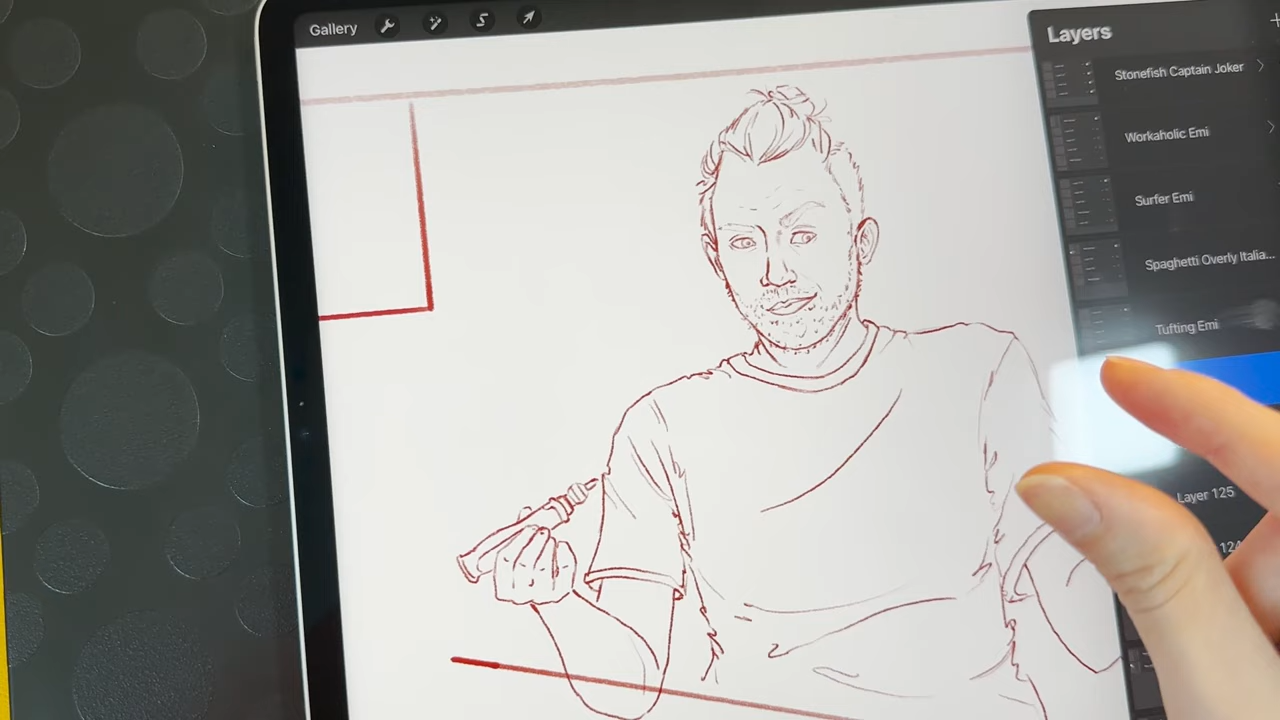 Gallery
Layers
Stonefish Captain Joker
Workaholic Emi
Surfer Emi
Spaghetti Overly Italia...
Tufting Emi
Layer 125